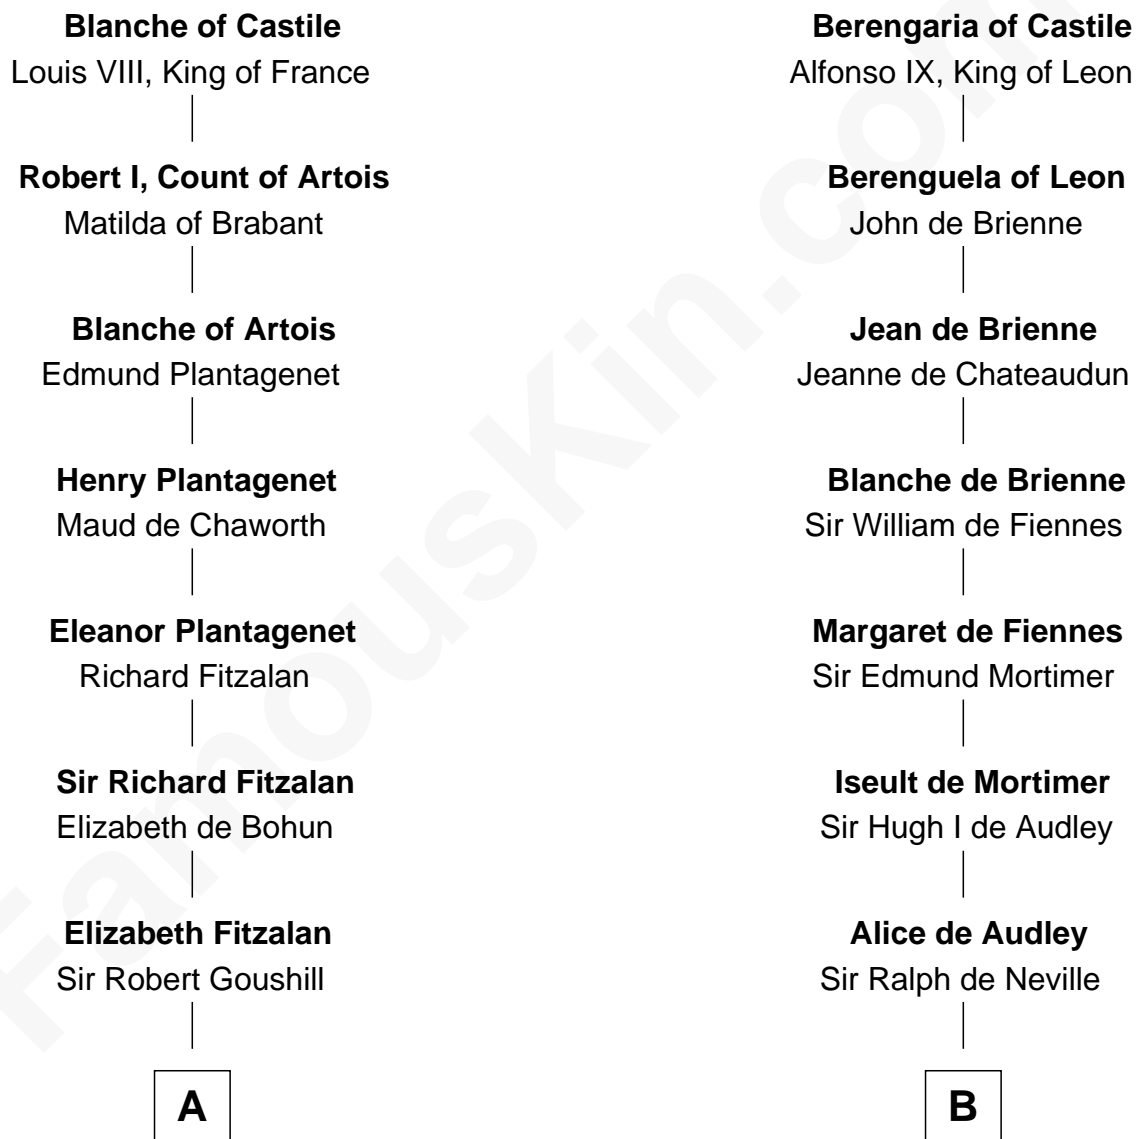 Blanche of Castile
Louis VIII, King of France
Robert I, Count of Artois
Matilda of Brabant
Blanche of Artois
Edmund Plantagenet
Henry Plantagenet
Maud de Chaworth
Eleanor Plantagenet
Richard Fitzalan
Sir Richard Fitzalan
Elizabeth de Bohun
Elizabeth Fitzalan
Sir Robert Goushill
A
Berengaria of Castile
Alfonso IX, King of Leon
Berenguela of Leon
John de Brienne
Jean de Brienne
Jeanne de Chateaudun
Blanche de Brienne
Sir William de Fiennes
Margaret de Fiennes
Sir Edmund Mortimer
Iseult de Mortimer
Sir Hugh I de Audley
Alice de Audley
Sir Ralph de Neville
B
FamousKin.com